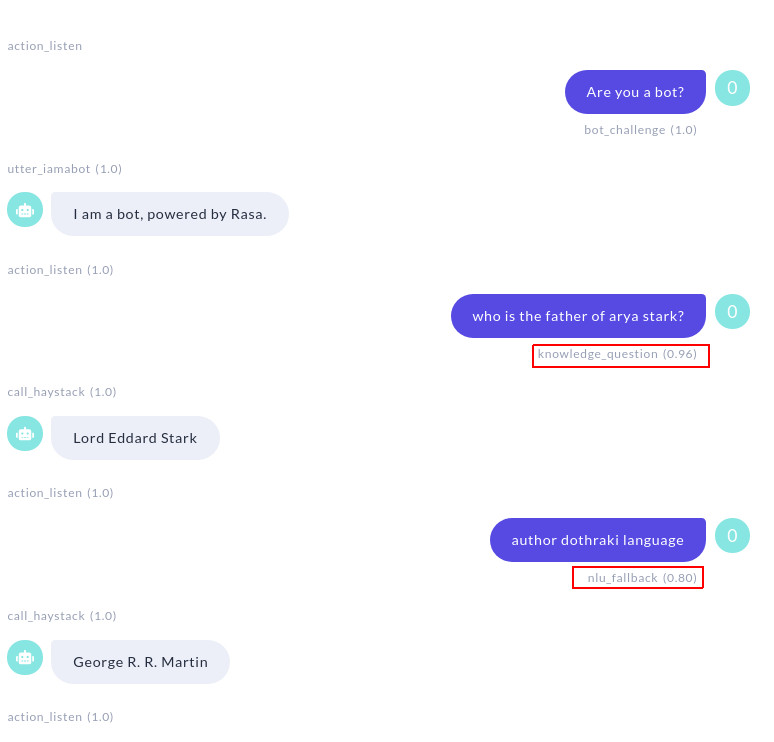 action_listen
Are you a bot?
0
bot_challenge (1.0)
utter_iamabot (1.0)
I am a bot, powered by Rasa.
action_listen (1.0)
who is the father of arya stark?
0
knowledge_question (0.96)
call_haystack (1.0)
Lord Eddard Stark
action_listen (1.0)
author dothraki language
0
nlu_fallback (0.80)
call_haystack (1.0)
George R. R. Martin
action_listen (1.0)